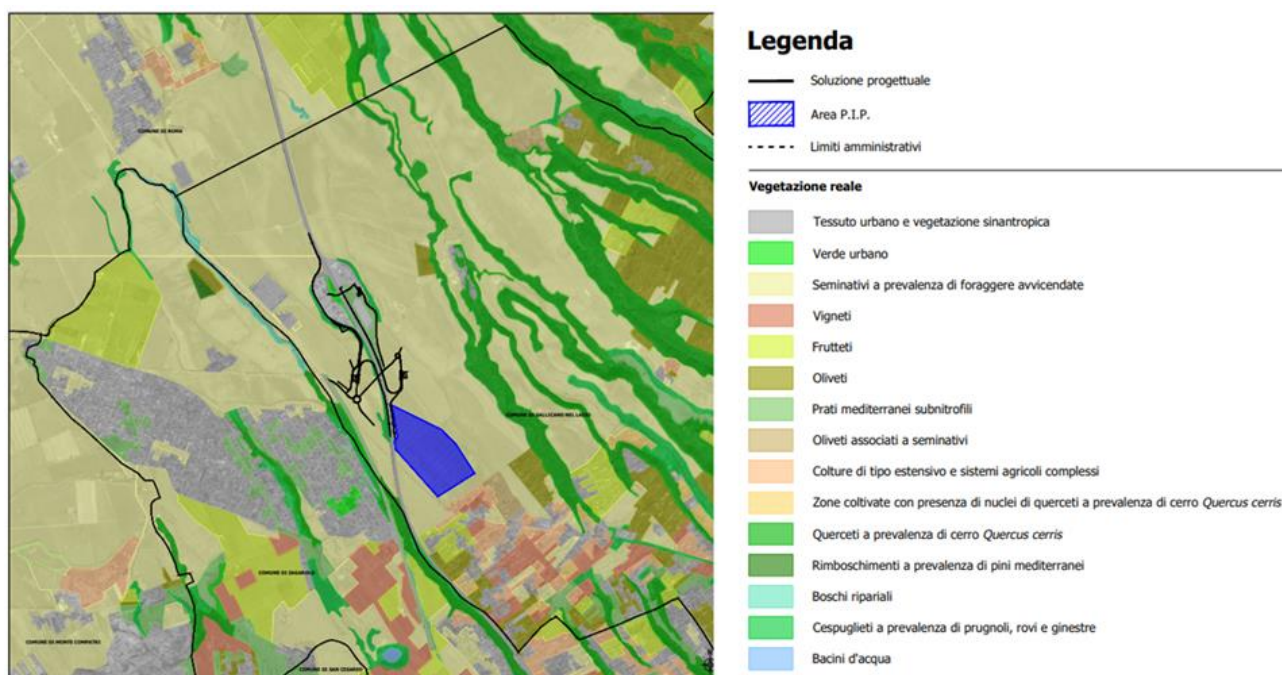 COMUNE DI ROMA
COMUNE DI GALLICANO NEL LAZIO
COMUNE DI ZAGAROLO
COMUNE DI MONTE COMPATRI
COMUNE DI SAN CESAREO
Legenda
Soluzione progettuale
Area P.I.P.
Limiti amministrativi
Vegetazione reale
Tessuto urbano e vegetazione sinantropica
Verde urbano
Seminativi a prevalenza di foraggere avvicendate
Vigneti
Frutteti
Oliveti
Prati mediterranei subnitrofili
Oliveti associati a seminativi
Colture di tipo estensivo e sistemi agricoli complessi
Zone coltivate con presenza di nuclei di querceti a prevalenza di cerro Quercus cerris
Querceti a prevalenza di cerro Quercus cerris
Rimboschimenti a prevalenza di pini mediterranei
Boschi ripariali
Cespuglieti a prevalenza di prugnoli, rovi e ginestre
Bacini d'acqua